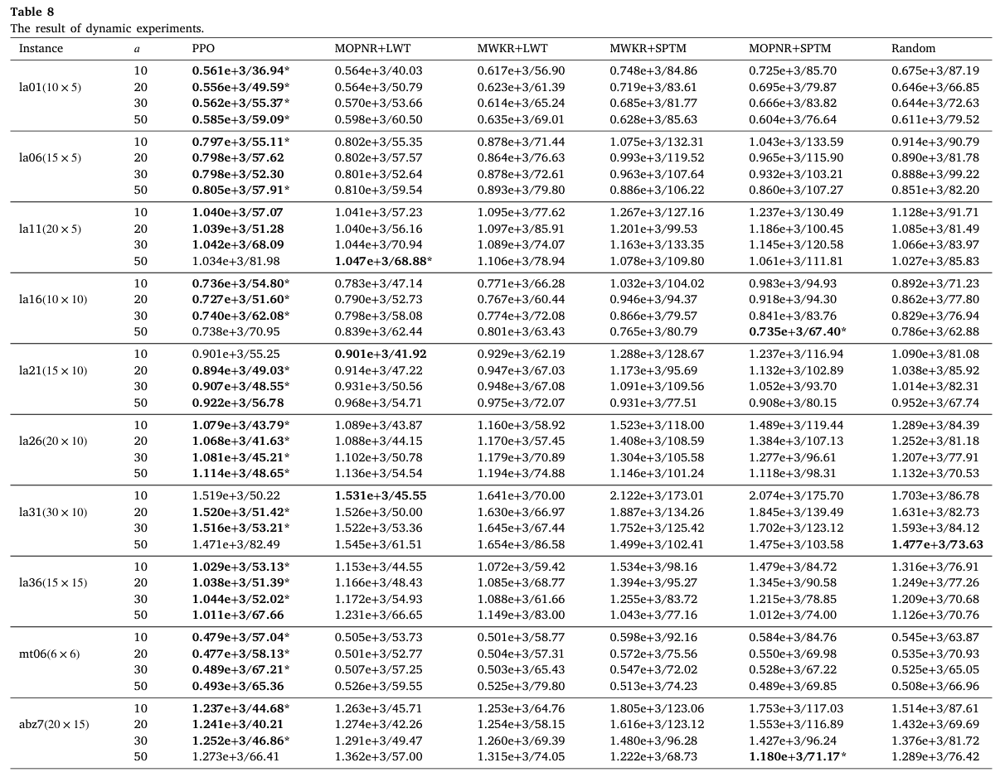 Table 8
The result of dynamic experiments.
Instance a PPO MOPNR+LWT MWKR+LWT MWKR+SPTM MOPNR+SPTM Random
10 0.561e+3/36.94* 0.564e+3/40.03 0.617e+3/56.90 0.748e+3/84.86 0.725e+3/85.70 0.675e+3/87.19
la01(10 × 5) 20 0.556e+3/49.59* 0.564e+3/50.79 0.623e+3/61.39 0.719e+3/83.61 0.695e+3/79.87 0.646e+3/66.85
30 0.562e+3/55.37* 0.570e+3/53.66 0.614e+3/65.24 0.685e+3/81.77 0.666e+3/83.82 0.644e+3/72.63
50 0.585e+3/59.09* 0.598e+3/60.50 0.635e+3/69.01 0.628e+3/85.63 0.604e+3/76.64 0.611e+3/79.52
10 0.797e+3/55.11* 0.802e+3/55.35 0.878e+3/71.44 1.075e+3/132.31 1.043e+3/133.59 0.914e+3/90.79
la06(15 × 5) 20 0.798e+3/57.62 0.802e+3/57.57 0.864e+3/76.63 0.993e+3/119.52 0.965e+3/115.90 0.890e+3/81.78
30 0.798e+3/52.30 0.801e+3/52.64 0.878e+3/72.61 0.963e+3/107.64 0.932e+3/103.21 0.888e+3/99.22
50 0.805e+3/57.91* 0.810e+3/59.54 0.893e+3/79.80 0.886e+3/106.22 0.860e+3/107.27 0.851e+3/82.20
10 1.040e+3/57.07 1.041e+3/57.23 1.095e+3/77.62 1.267e+3/127.16 1.237e+3/130.49 1.128e+3/91.71
la11(20 × 5) 20 1.039e+3/51.28 1.040e+3/56.16 1.097e+3/85.91 1.201e+3/99.53 1.186e+3/100.45 1.085e+3/81.49
30 1.042e+3/68.09 1.044e+3/70.94 1.089e+3/74.07 1.163e+3/133.35 1.145e+3/120.58 1.066e+3/83.97
50 1.034e+3/81.98 1.047e+3/68.88* 1.106e+3/78.94 1.078e+3/109.80 1.061e+3/111.81 1.027e+3/85.83
10 0.736e+3/54.80* 0.783e+3/47.14 0.771e+3/66.28 1.032e+3/104.02 0.983e+3/94.93 0.892e+3/71.23
la16(10 × 10) 20 0.727e+3/51.60* 0.790e+3/52.73 0.767e+3/60.44 0.946e+3/94.37 0.918e+3/94.30 0.862e+3/77.80
30 0.740e+3/62.08* 0.798e+3/58.08 0.774e+3/72.08 0.866e+3/79.57 0.841e+3/83.76 0.829e+3/76.94
50 0.738e+3/70.95 0.839e+3/62.44 0.801e+3/63.43 0.765e+3/80.79 0.735e+3/67.40* 0.786e+3/62.88
10 0.901e+3/55.25 0.901e+3/41.92 0.929e+3/62.19 1.288e+3/128.67 1.237e+3/116.94 1.090e+3/81.08
la21(15 × 10) 20 0.894e+3/49.03* 0.914e+3/47.22 0.947e+3/67.03 1.173e+3/95.69 1.132e+3/102.89 1.038e+3/85.92
30 0.907e+3/48.55* 0.931e+3/50.56 0.948e+3/67.08 1.091e+3/109.56 1.052e+3/93.70 1.014e+3/82.31
50 0.922e+3/56.78 0.968e+3/54.71 0.975e+3/72.07 0.931e+3/77.51 0.908e+3/80.15 0.952e+3/67.74
10 1.079e+3/43.79* 1.089e+3/43.87 1.160e+3/58.92 1.523e+3/118.00 1.489e+3/119.44 1.289e+3/84.39
la26(20 × 10) 20 1.068e+3/41.63* 1.088e+3/44.15 1.170e+3/57.45 1.408e+3/108.59 1.384e+3/107.13 1.252e+3/81.18
30 1.081e+3/45.21* 1.102e+3/50.78 1.179e+3/70.89 1.304e+3/105.58 1.277e+3/96.61 1.207e+3/77.91
50 1.114e+3/48.65* 1.136e+3/54.54 1.194e+3/74.88 1.146e+3/101.24 1.118e+3/98.31 1.132e+3/70.53
10 1.519e+3/50.22 1.531e+3/45.55 1.641e+3/70.00 2.122e+3/173.01 2.074e+3/175.70 1.703e+3/86.78
la31(30 × 10) 20 1.520e+3/51.42* 1.526e+3/50.00 1.630e+3/66.97 1.887e+3/134.26 1.845e+3/139.49 1.631e+3/82.73
30 1.516e+3/53.21* 1.522e+3/53.36 1.645e+3/67.44 1.752e+3/125.42 1.702e+3/123.12 1.593e+3/84.12
50 1.471e+3/82.49 1.545e+3/61.51 1.654e+3/86.58 1.499e+3/102.41 1.475e+3/103.58 1.477e+3/73.63
10 1.029e+3/53.13* 1.153e+3/44.55 1.072e+3/59.42 1.534e+3/98.16 1.479e+3/84.72 1.316e+3/76.91
la36(15 × 15) 20 1.038e+3/51.39* 1.166e+3/48.43 1.085e+3/68.77 1.394e+3/95.27 1.345e+3/90.58 1.249e+3/77.26
30 1.044e+3/52.02* 1.172e+3/54.93 1.088e+3/61.66 1.255e+3/83.72 1.215e+3/78.85 1.209e+3/70.68
50 1.011e+3/67.66 1.231e+3/66.65 1.149e+3/83.00 1.043e+3/77.16 1.012e+3/74.00 1.126e+3/70.76
10 0.479e+3/57.04* 0.505e+3/53.73 0.501e+3/58.77 0.598e+3/92.16 0.584e+3/84.76 0.545e+3/63.87
mt06(6 × 6) 20 0.477e+3/58.13* 0.501e+3/52.77 0.504e+3/57.31 0.572e+3/75.56 0.550e+3/69.98 0.535e+3/70.93
30 0.489e+3/67.21* 0.507e+3/57.25 0.503e+3/65.43 0.547e+3/72.02 0.528e+3/67.22 0.525e+3/65.05
50 0.493e+3/65.36 0.526e+3/59.55 0.525e+3/79.80 0.513e+3/74.23 0.489e+3/69.85 0.508e+3/66.96
10 1.237e+3/44.68* 1.263e+3/45.71 1.253e+3/64.76 1.805e+3/123.06 1.753e+3/117.03 1.514e+3/87.61
abz7(20 × 15) 20 1.241e+3/40.21 1.274e+3/42.26 1.254e+3/58.15 1.616e+3/123.12 1.553e+3/116.89 1.432e+3/69.69
30 1.252e+3/46.86* 1.291e+3/49.47 1.260e+3/69.39 1.480e+3/96.28 1.427e+3/96.24 1.376e+3/81.72
50 1.273e+3/66.41 1.362e+3/57.00 1.315e+3/74.05 1.222e+3/68.73 1.180e+3/71.17* 1.289e+3/76.42